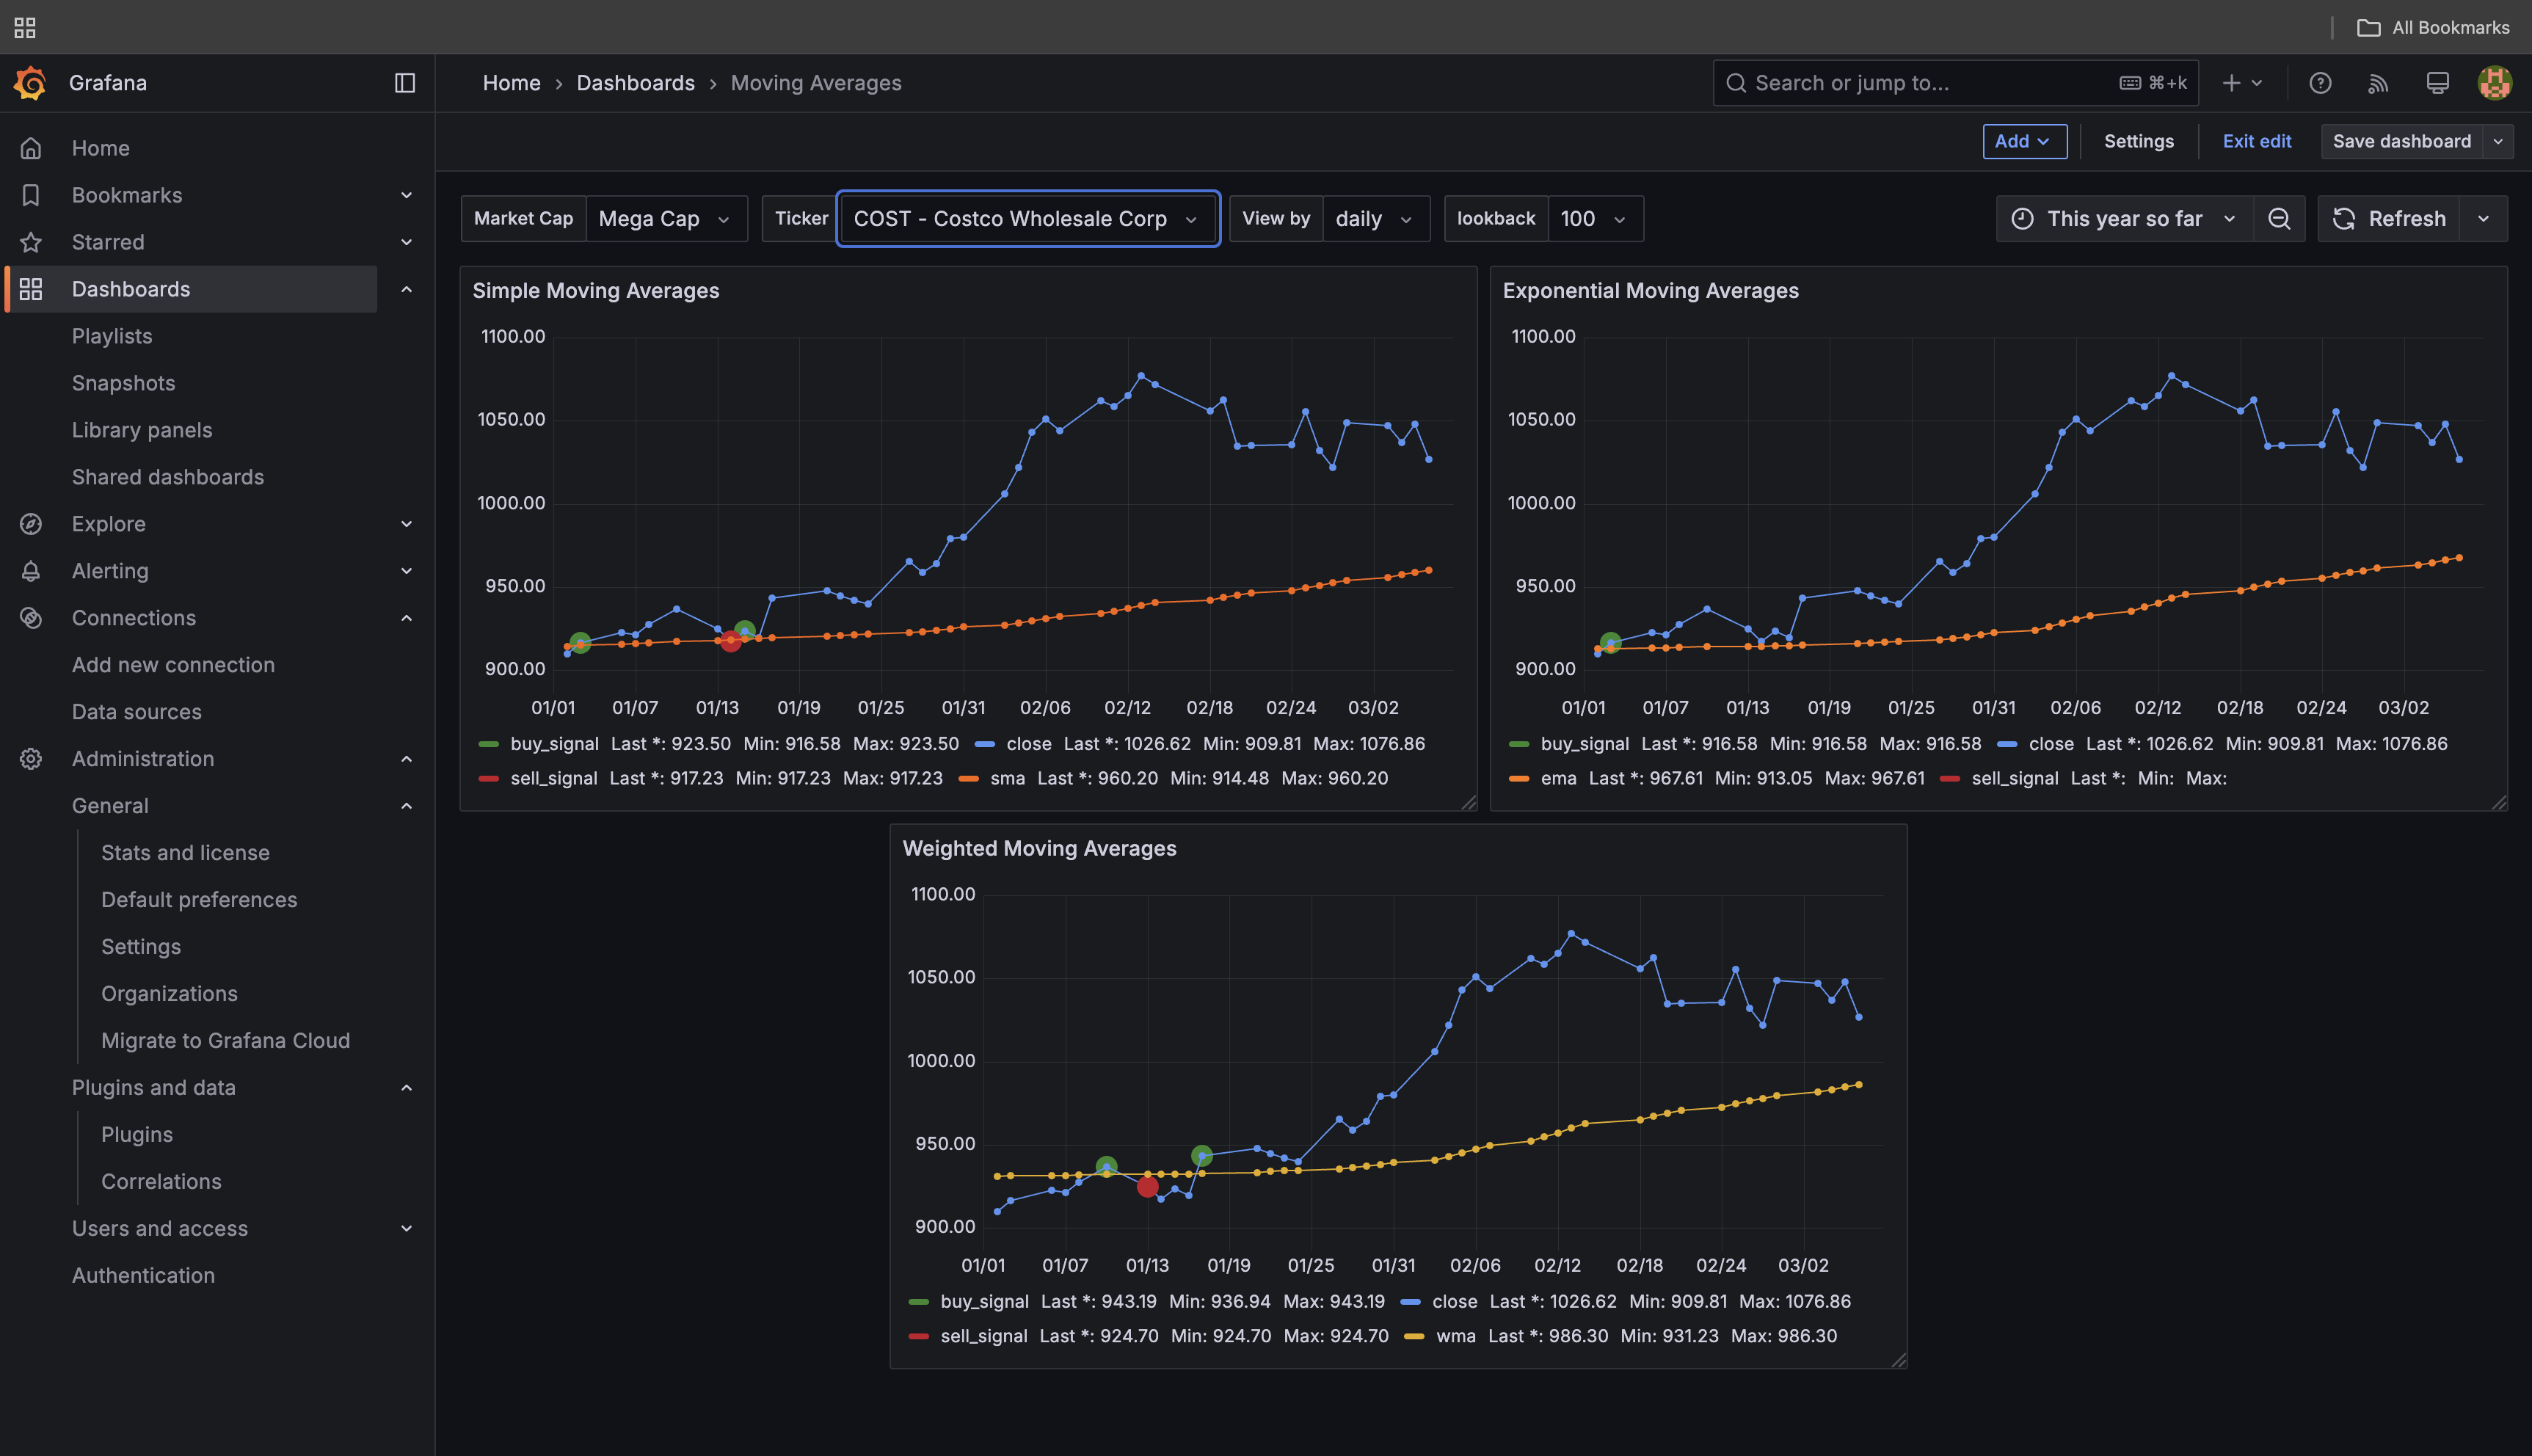 All Bookmarks
Grafana
Home › Dashboards › Moving Averages
Search or jump to... ⌘+k
Add Settings Exit edit Save dashboard
Home
Bookmarks
Starred
Dashboards
Playlists
Snapshots
Library panels
Shared dashboards
Explore
Alerting
Connections
Add new connection
Data sources
Administration
General
Stats and license
Default preferences
Settings
Organizations
Migrate to Grafana Cloud
Plugins and data
Plugins
Correlations
Users and access
Authentication
Market Cap Mega Cap Ticker COST - Costco Wholesale Corp View by daily lookback 100 This year so far Refresh
Simple Moving Averages
1100.00
1050.00
1000.00
950.00
900.00
01/01 01/07 01/13 01/19 01/25 01/31 02/06 02/12 02/18 02/24 03/02
buy_signal Last *: 923.50 Min: 916.58 Max: 923.50 close Last *: 1026.62 Min: 909.81 Max: 1076.86
sell_signal Last *: 917.23 Min: 917.23 Max: 917.23 sma Last *: 960.20 Min: 914.48 Max: 960.20
Exponential Moving Averages
1100.00
1050.00
1000.00
950.00
900.00
01/01 01/07 01/13 01/19 01/25 01/31 02/06 02/12 02/18 02/24 03/02
buy_signal Last *: 916.58 Min: 916.58 Max: 916.58 close Last *: 1026.62 Min: 909.81 Max: 1076.86
ema Last *: 967.61 Min: 913.05 Max: 967.61 sell_signal Last *: Min: Max:
Weighted Moving Averages
1100.00
1050.00
1000.00
950.00
900.00
01/01 01/07 01/13 01/19 01/25 01/31 02/06 02/12 02/18 02/24 03/02
buy_signal Last *: 943.19 Min: 936.94 Max: 943.19 close Last *: 1026.62 Min: 909.81 Max: 1076.86
sell_signal Last *: 924.70 Min: 924.70 Max: 924.70 wma Last *: 986.30 Min: 931.23 Max: 986.30